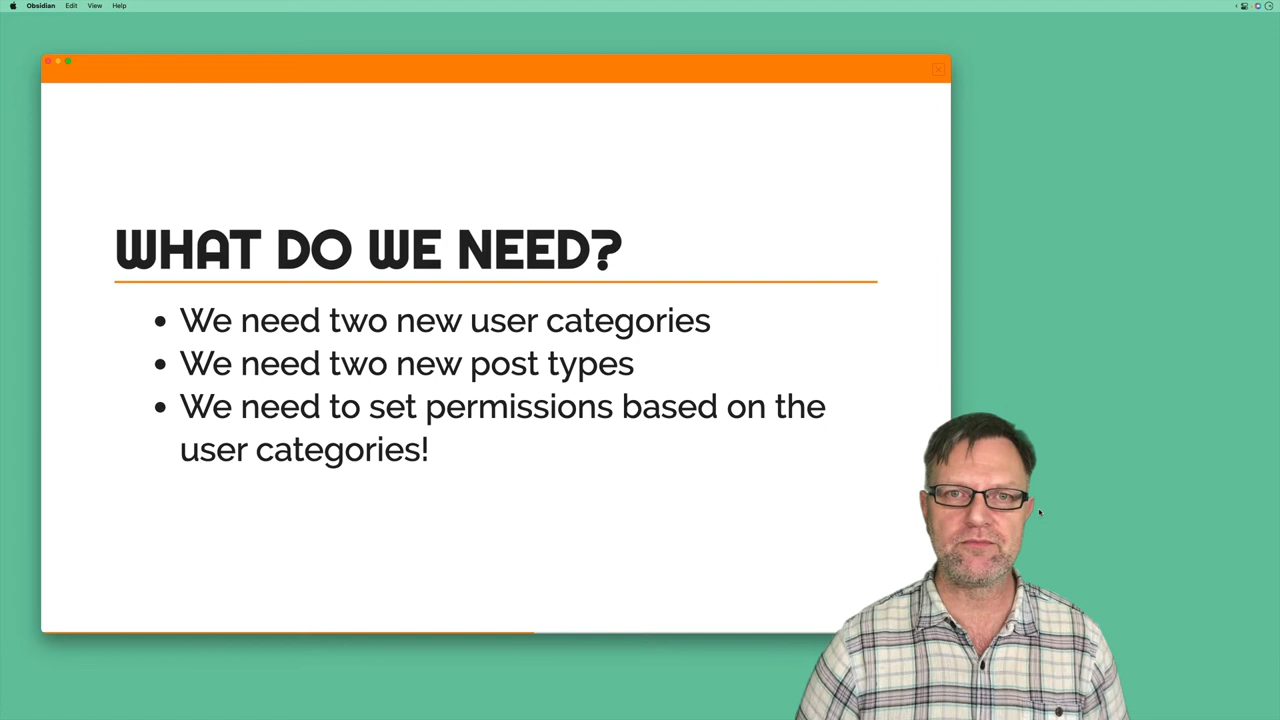 Obsidian Edit View Help
WHAT DO WE NEED?
• We need two new user categories
• We need two new post types
• We need to set permissions based on the
user categories!